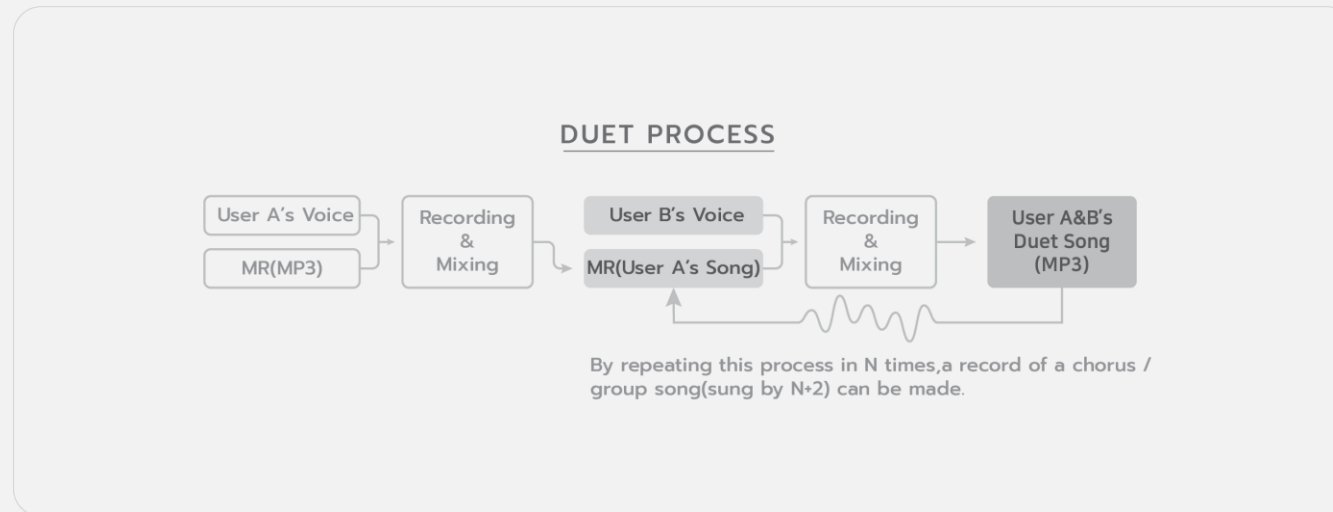 DUET PROCESS
User A's Voice
MR(MP3)
Recording
&
Mixing
User B's Voice
MR(User A's Song)
Recording
&
Mixing
User A&B's
Duet Song
(MP3)
By repeating this process in N times,a record of a chorus /
group song(sung by N+2) can be made.